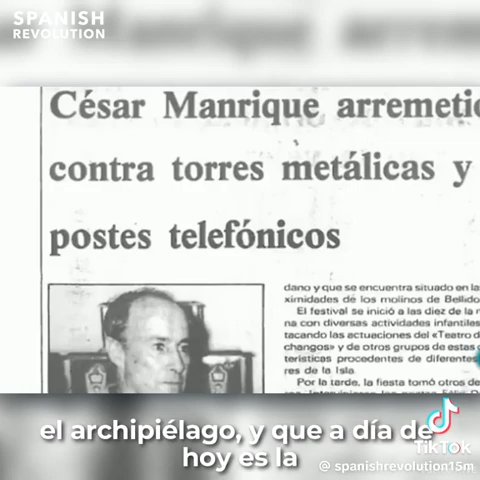 SPANISH
REVOLUTION
César Manrique arremetió
contra torres metálicas y
postes telefónicos
dano y que se encuentra situado en la
ximidades de los molinos de Bellido
El festival se inició a las diez de la
na con diversas actividades infantiles
tacando las actuaciones del «Teatro d
changos» y de otros grupos de estas
terísticas procedentes de diferentes
res de la Isla.
Por la tarde, la fiesta tomó otros de
el archipiélago, y que a día de
hoy es la
TikTok
@ spanishrevolution15m